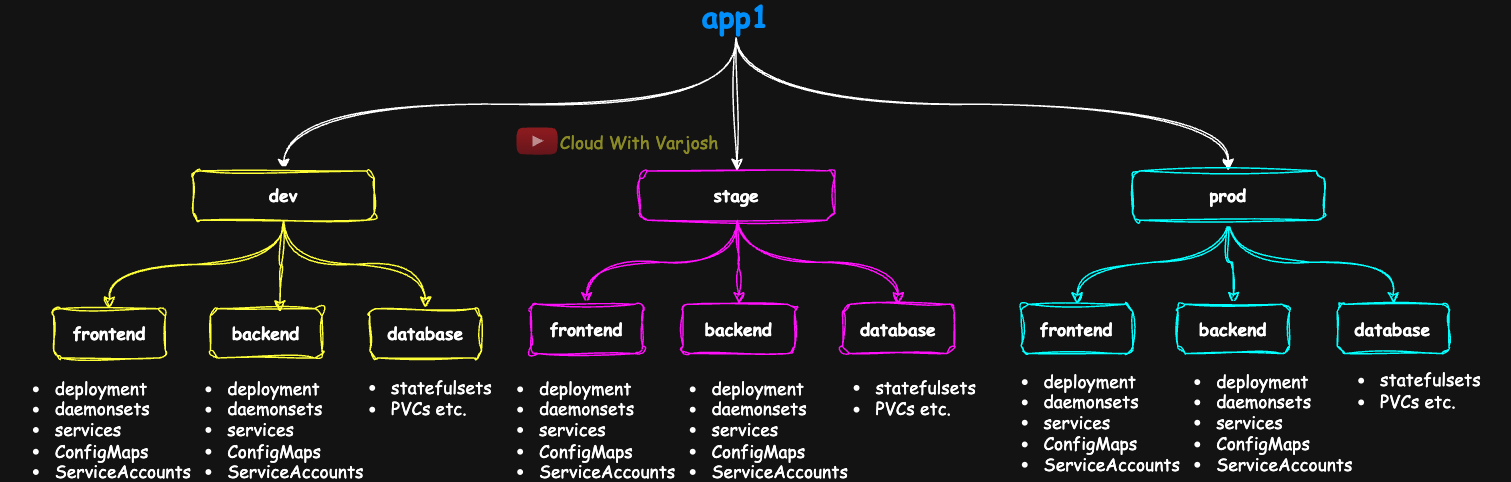 app1
Cloud With Varjosh
dev
stage
prod
frontend
backend
database
frontend
backend
database
frontend
backend
database
• deployment
• daemonsets
• services
• ConfigMaps
• ServiceAccounts
• deployment
• daemonsets
• services
• ConfigMaps
• ServiceAccounts
• statefulsets
• PVCs etc.
• deployment
• daemonsets
• services
• ConfigMaps
• ServiceAccounts
• deployment
• daemonsets
• services
• ConfigMaps
• ServiceAccounts
• statefulsets
• PVCs etc.
• deployment
• daemonsets
• services
• ConfigMaps
• ServiceAccounts
• deployment
• daemonsets
• services
• ConfigMaps
• ServiceAccounts
• statefulsets
• PVCs etc.